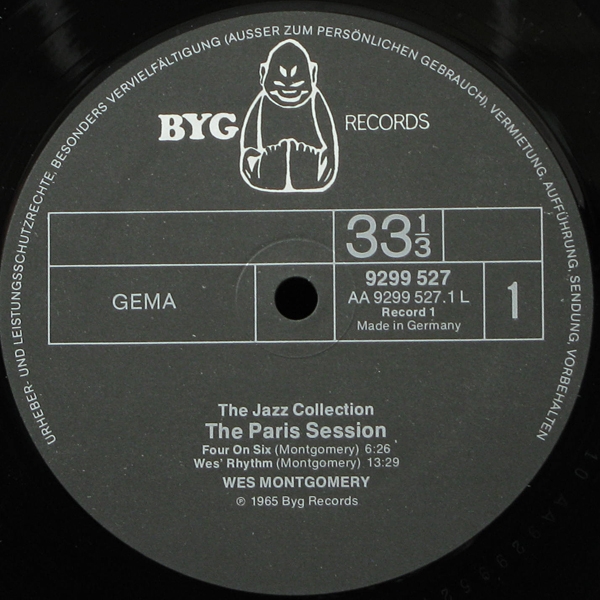 URHEBER- UND LEISTUNGSSCHUTZRECHTE, BESONDERS VERVIELFÄLTIGUNG (AUSSER ZUM PERSÖNLICHEN GEBRAUCH), VERMIETUNG, AUFFÜHRUNG, SENDUNG, VORBEHALTEN
BYG RECORDS
33 1/3
GEMA
9299 527
AA 9299 527.1 L
Record 1
Made in Germany
1
The Jazz Collection
The Paris Session
Four On Six (Montgomery) 6:26
Wes' Rhythm (Montgomery) 13:29
WES MONTGOMERY
℗ 1965 Byg Records